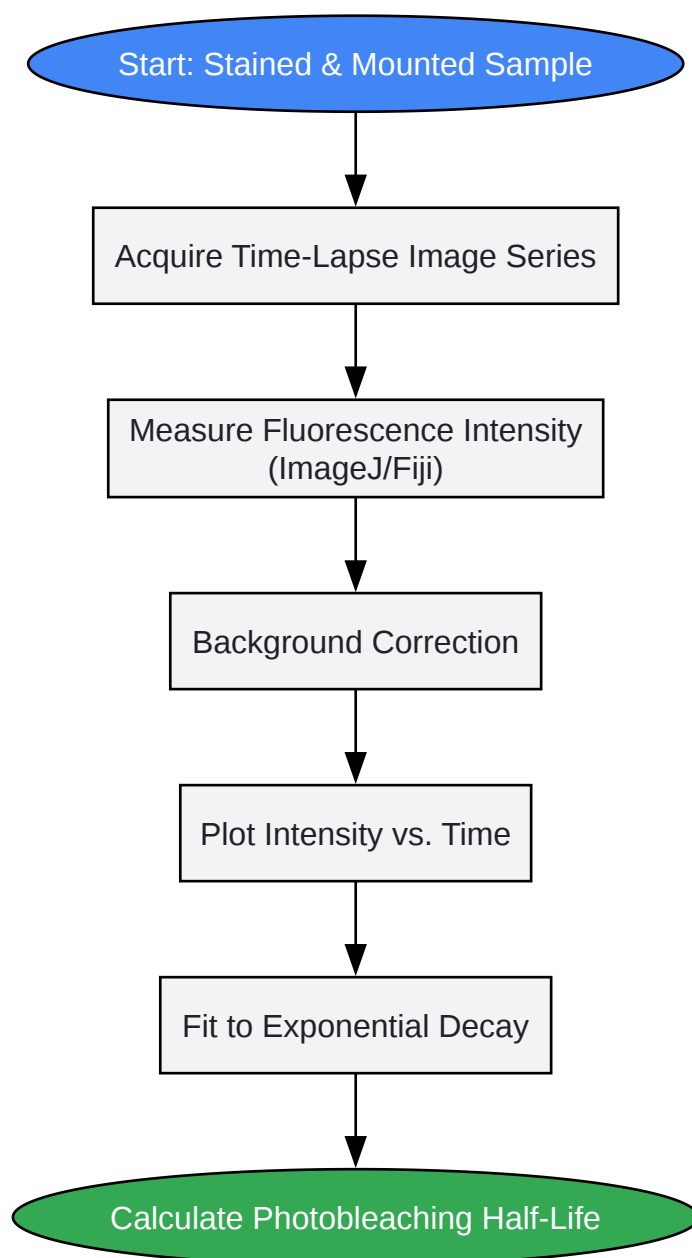 Start: Stained & Mounted Sample
Acquire Time-Lapse Image Series
Measure Fluorescence Intensity
(ImageJ/Fiji)
Background Correction
Plot Intensity vs. Time
Fit to Exponential Decay
Calculate Photobleaching Half-Life